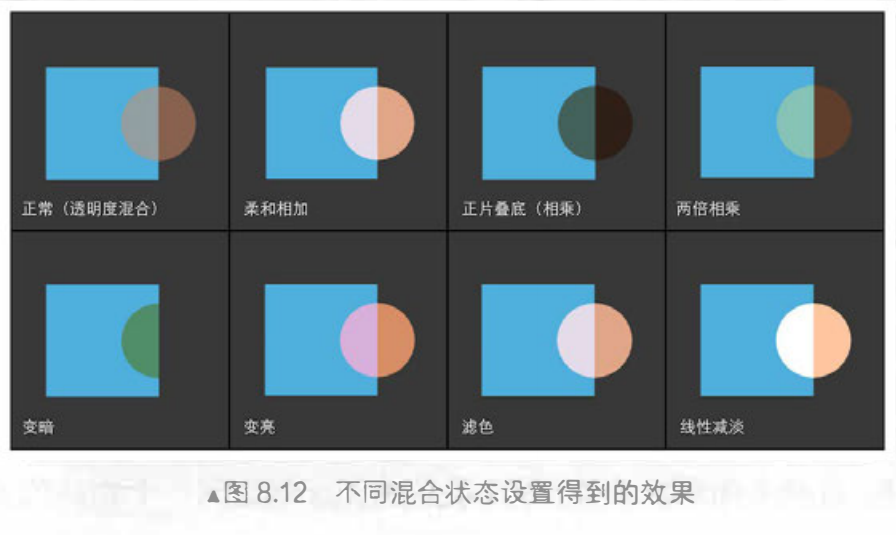 正常（透明度混合）
柔和相加
正片叠底（相乘）
两倍相乘
变暗
变亮
滤色
线性减淡
▲图 8.12 不同混合状态设置得到的效果